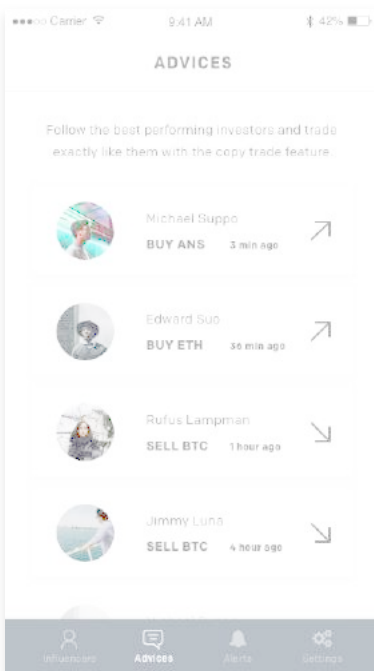 Carrier 9:41 AM 42%
ADVICES
Follow the best performing investors and trade
exactly like them with the copy trade feature.
Michael Suppo
BUY ANS 3 min ago
Edward Suo
BUY ETH 36 min ago
Rufus Lampman
SELL BTC 1 hour ago
Jimmy Luna
SELL BTC 4 hour ago
Influencers Advices Alerts Settings